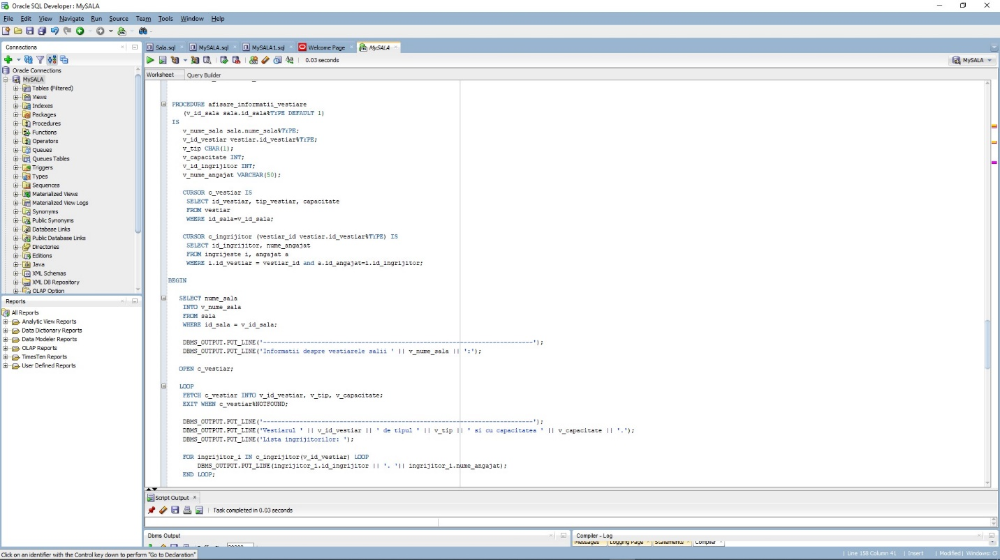 Oracle SQL Developer : MySALA
File Edit View Navigate Run Source Team Tools Window Help
Connections
Oracle Connections
MySALA
Tables (Filtered)
Views
Indexes
Packages
Procedures
Functions
Operators
Queues
Queues Tables
Triggers
Types
Sequences
Materialized Views
Materialized View Logs
Synonyms
Public Synonyms
Database Links
Public Database Links
Directories
Editions
Java
XML Schemas
XML DB Repository
OLAP Option
Reports
All Reports
Analytic View Reports
Data Dictionary Reports
Data Modeler Reports
OLAP Reports
TimesTen Reports
User Defined Reports
Sala.sql MySALA.sql MySALA1.sql Welcome Page MySALA
0.03 seconds
MySALA
Worksheet Query Builder
PROCEDURE afisare_informatii_vestiare
(v_id_sala sala.id_sala%TYPE DEFAULT 1)
IS
v_nume_sala sala.nume_sala%TYPE;
v_id_vestiar vestiar.id_vestiar%TYPE;
v_tip CHAR(1);
v_capacitate INT;
v_id_ingrijitor INT;
v_nume_angajat VARCHAR(50);
CURSOR c_vestiar IS
SELECT id_vestiar, tip_vestiar, capacitate
FROM vestiar
WHERE id_sala=v_id_sala;
CURSOR c_ingrijitor (vestiar_id vestiar.id_vestiar%TYPE) IS
SELECT id_ingrijitor, nume_angajat
FROM ingrijeste i, angajat a
WHERE i.id_vestiar = vestiar_id and a.id_angajat=i.id_ingrijitor;
BEGIN
SELECT nume_sala
INTO v_nume_sala
FROM sala
WHERE id_sala = v_id_sala;
DBMS_OUTPUT.PUT_LINE('---------------------------------------------------------------------------');
DBMS_OUTPUT.PUT_LINE('Informatii despre vestiarele salii ' || v_nume_sala || ':');
OPEN c_vestiar;
LOOP
FETCH c_vestiar INTO v_id_vestiar, v_tip, v_capacitate;
EXIT WHEN c_vestiar%NOTFOUND;
DBMS_OUTPUT.PUT_LINE('---------------------------------------------------------------------------');
DBMS_OUTPUT.PUT_LINE('Vestiarul ' || v_id_vestiar || ' de tipul ' || v_tip || ' si cu capacitatea ' || v_capacitate || '.');
DBMS_OUTPUT.PUT_LINE('Lista ingrijitorilor: ');
FOR ingrijitor_i IN c_ingrijitor(v_id_vestiar) LOOP
DBMS_OUTPUT.PUT_LINE(ingrijitor_i.id_ingrijitor || '. '|| ingrijitor_i.nume_angajat);
END LOOP;
Script Output
Task completed in 0.03 seconds
Dbms Output
Compiler - Log
Messages Logging Page Statements Compiler
Click on an identifier with the Control key down to perform "Go to Declaration"
Line 158 Column 41 | Insert | Modified | Windows: C